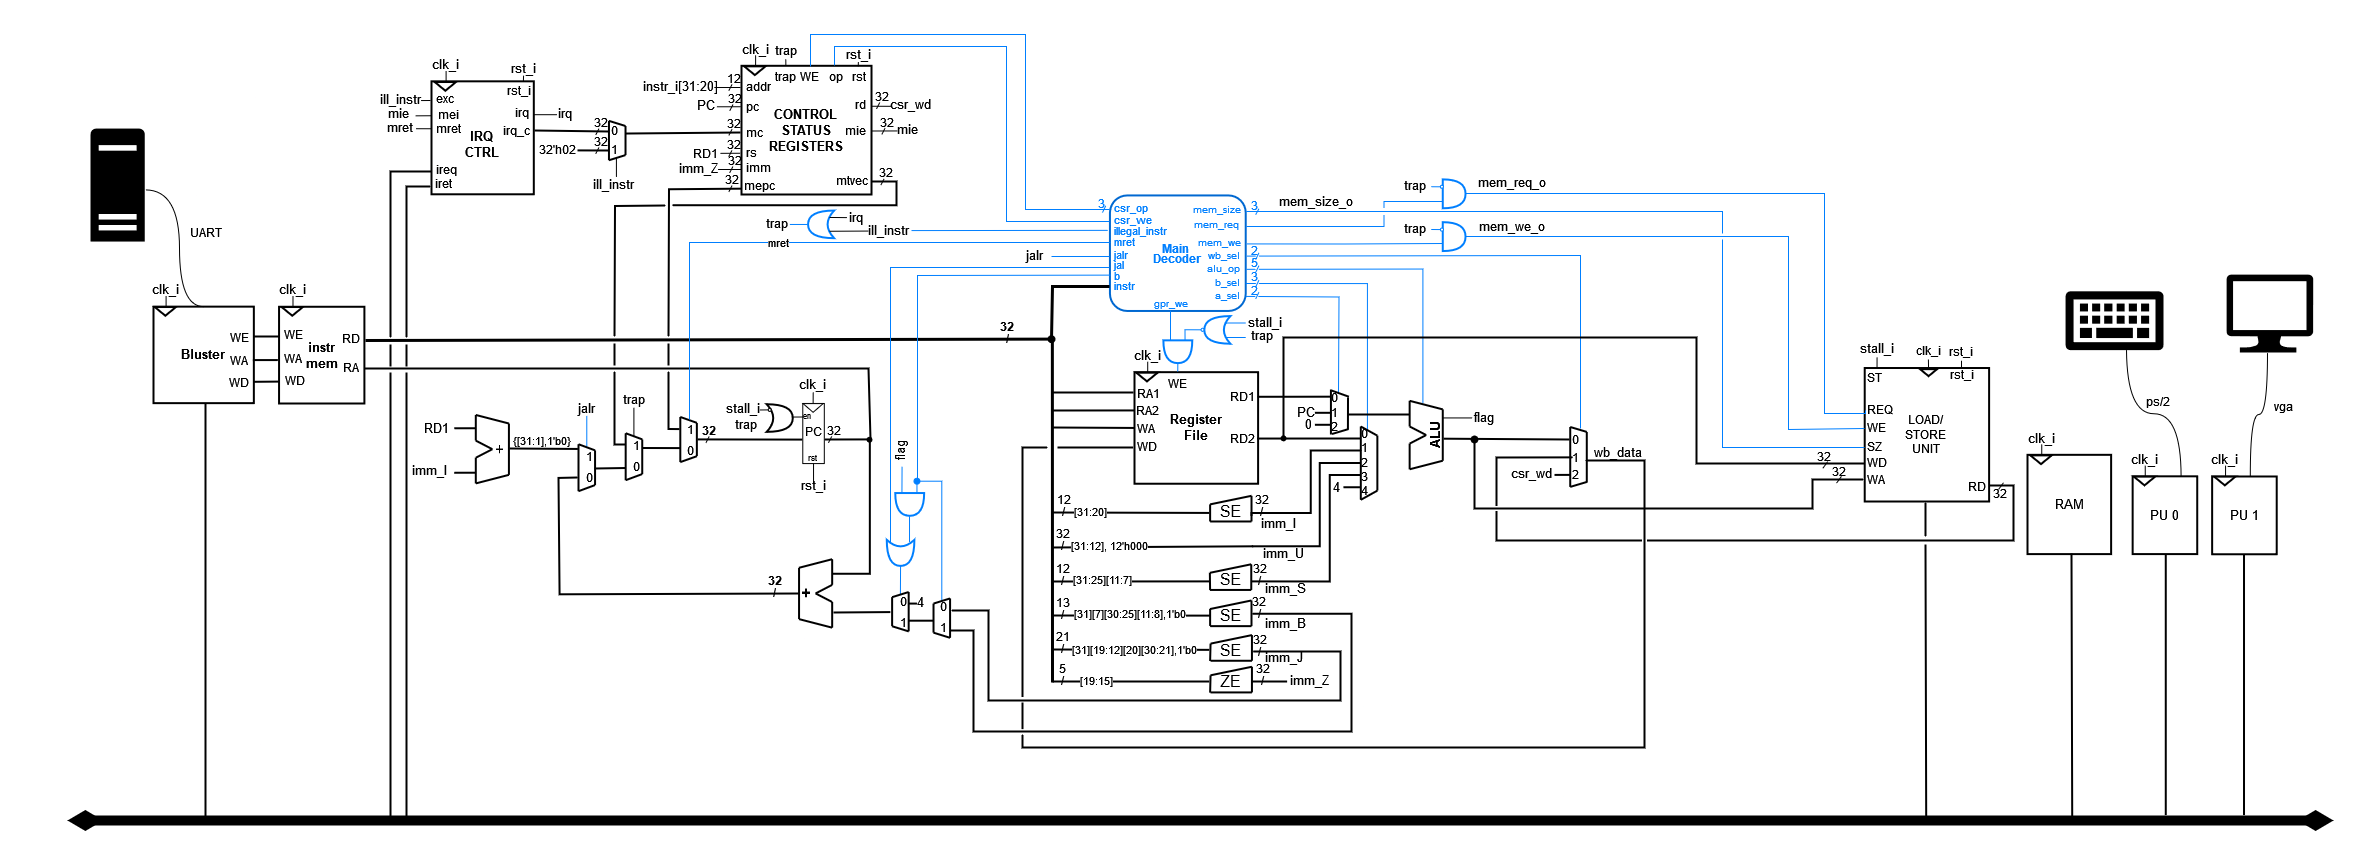 UART
clk_i
WE
WA
WD
Bluster
clk_i
WE
WA
WD
instr
mem
RD
RA
clk_i
rst_i
rst_i
ill_instr
exc
mie
mei
mret
mret
irq
irq
irq_c
IRQ
CTRL
ireq
iret
32
0
32'h02
32
1
ill_instr
clk_i
trap
rst_i
trap
WE
op
rst
instr_i[31:20]
12
addr
PC
32
pc
32
mc
RD1
32
rs
imm_Z
32
imm
32
mepc
CONTROL
STATUS
REGISTERS
rd
32
csr_wd
mie
32
mie
mtvec
32
trap
irq
ill_instr
mret
jalr
3
csr_op
csr_we
illegal_instr
mret
jalr
jal
b
instr
Main
Decoder
mem_size
3
mem_req
mem_we
wb_sel
2
alu_op
5
b_sel
3
a_sel
2
gpr_we
mem_size_o
trap
mem_req_o
trap
mem_we_o
stall_i
trap
32
RD1
imm_I
+
{[31:1],1'b0}
jalr
1
0
trap
1
0
1
0
32
stall_i
trap
clk_i
en
PC
rst
32
rst_i
flag
32
+
0
4
1
0
1
clk_i
WE
RA1
RA2
WA
WD
Register
File
RD1
RD2
PC
0
0
1
2
0
1
2
3
4
4
ALU
flag
csr_wd
0
1
2
wb_data
12
[31:20]
SE
32
imm_I
32
[31:12], 12'h000
imm_U
12
[31:25][11:7]
SE
32
imm_S
13
[31][7][30:25][11:8],1'b0
SE
32
imm_B
21
[31][19:12][20][30:21],1'b0
SE
32
imm_J
5
[19:15]
ZE
32
imm_Z
stall_i
clk_i
rst_i
ST
rst_i
REQ
WE
SZ
32
WD
32
WA
LOAD/
STORE
UNIT
RD
32
clk_i
RAM
ps/2
clk_i
PU 0
vga
clk_i
PU 1